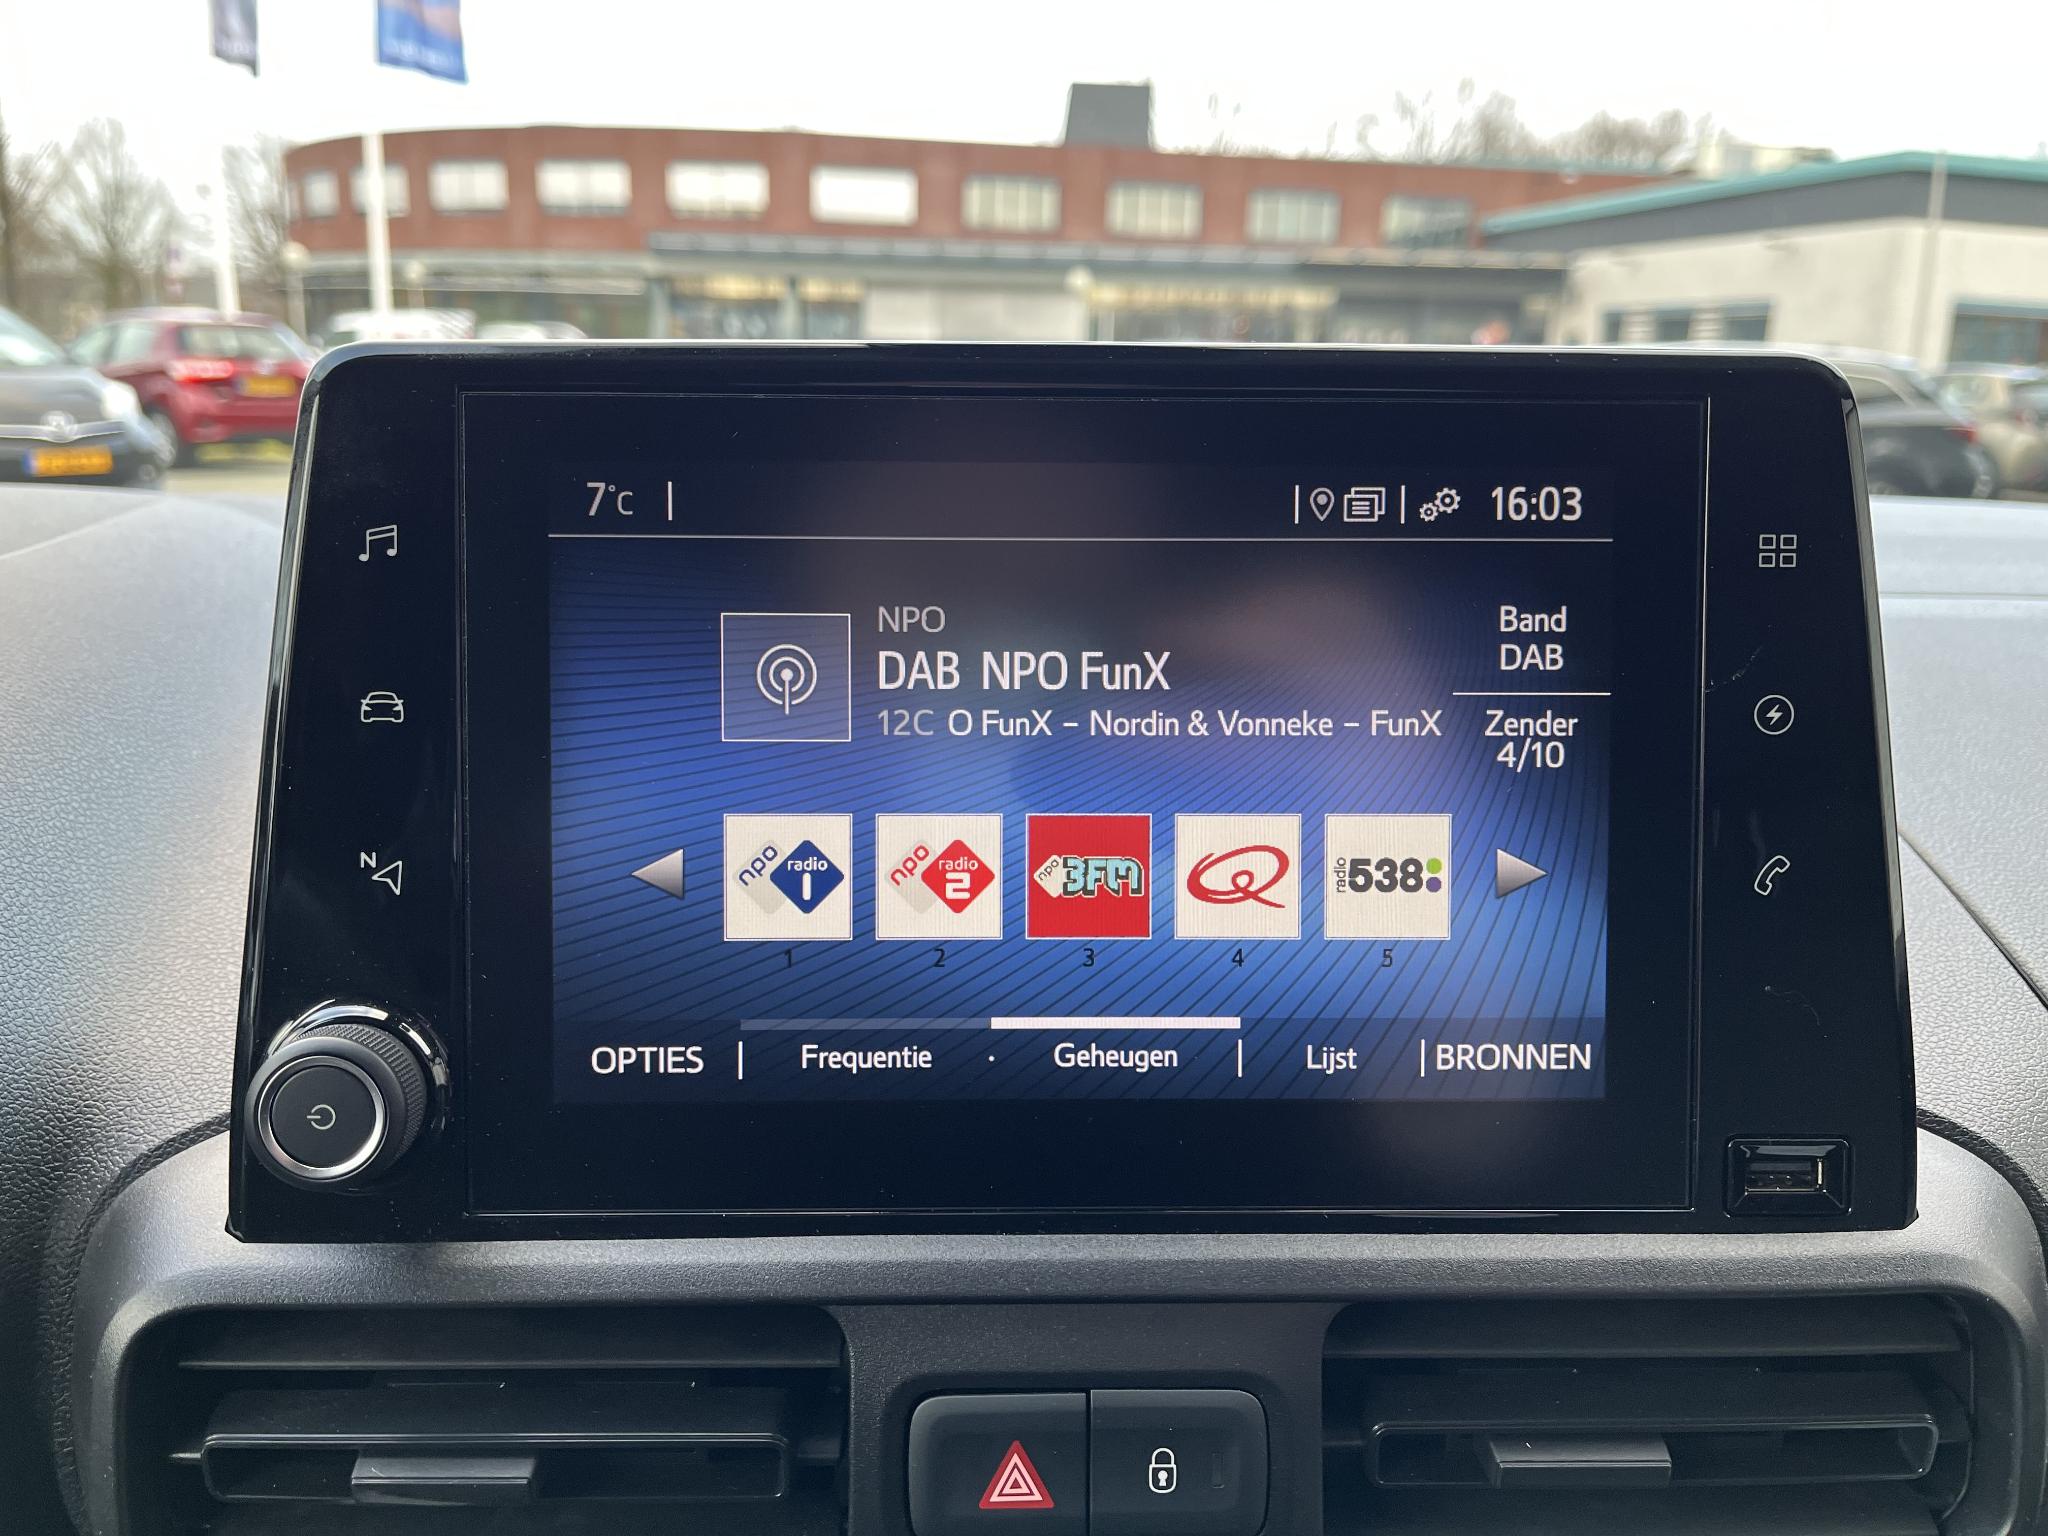 7°C
16:03
NPO
DAB NPO FunX
12C O FunX – Nordin & Vonneke – FunX
Band
DAB
Zender
4/10
npo radio 1
npo radio 2
npo 3FM
Q
radio 538
1
2
3
4
5
OPTIES
Frequentie · Geheugen
Lijst
BRONNEN
N